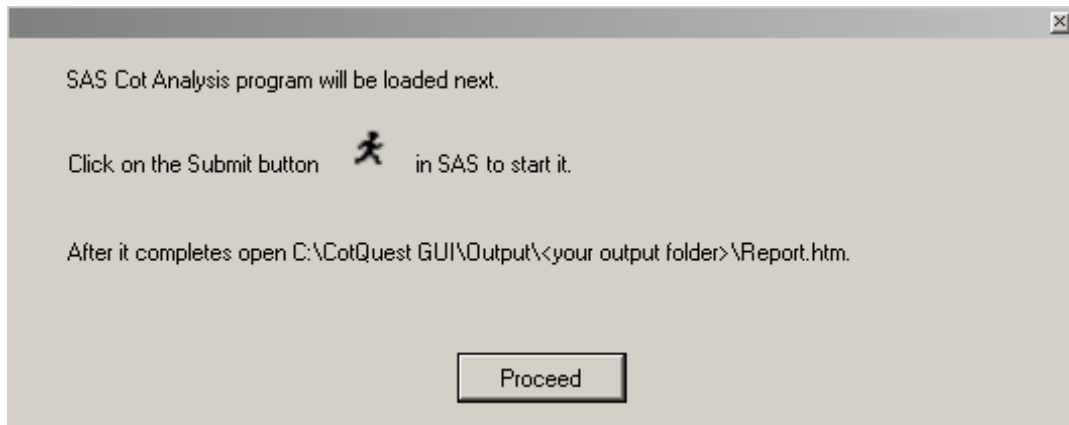 SAS Cot Analysis program will be loaded next.
Click on the Submit button in SAS to start it.
After it completes open C:\CotQuest GUI\Output\<your output folder>\Report.htm.
Proceed